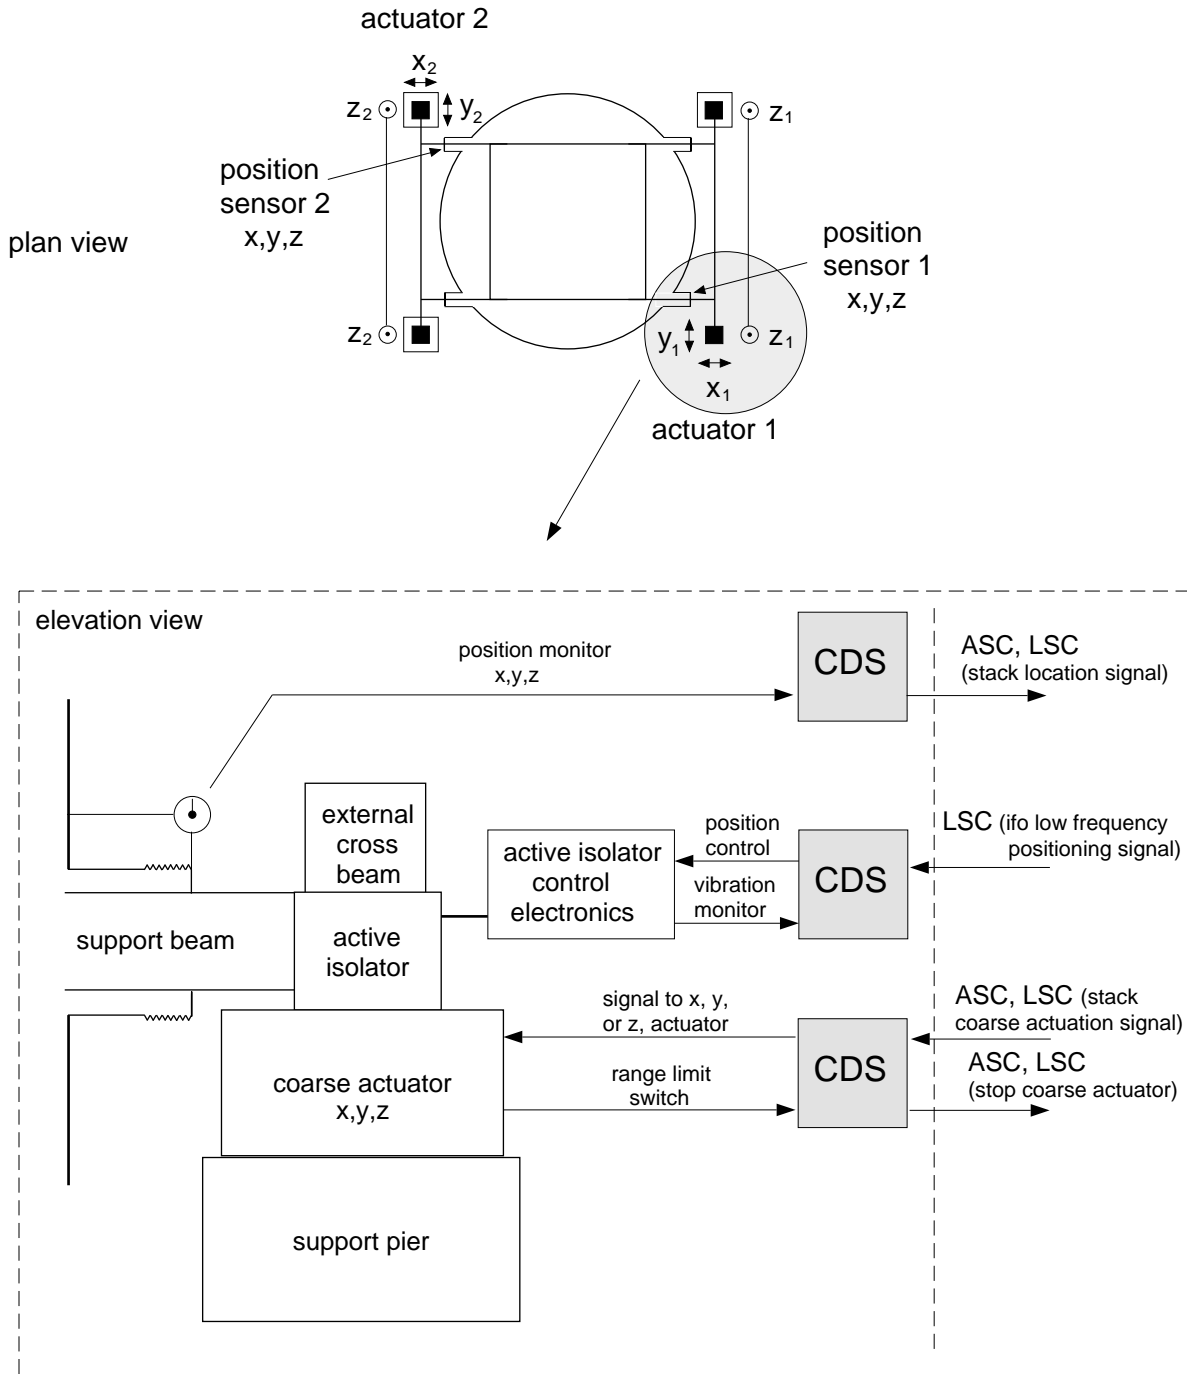 actuator 2
x2
z2
y2
z1
position
sensor 2
x,y,z
plan view
position
sensor 1
x,y,z
z2
y1
z1
x1
actuator 1
elevation view
position monitor
x,y,z
CDS
ASC, LSC
(stack location signal)
external
cross
beam
active isolator
control
electronics
position
control
vibration
monitor
CDS
LSC (ifo low frequency
positioning signal)
support beam
active
isolator
signal to x, y,
or z, actuator
range limit
switch
CDS
ASC, LSC (stack
coarse actuation signal)
ASC, LSC
(stop coarse actuator)
coarse actuator
x,y,z
support pier